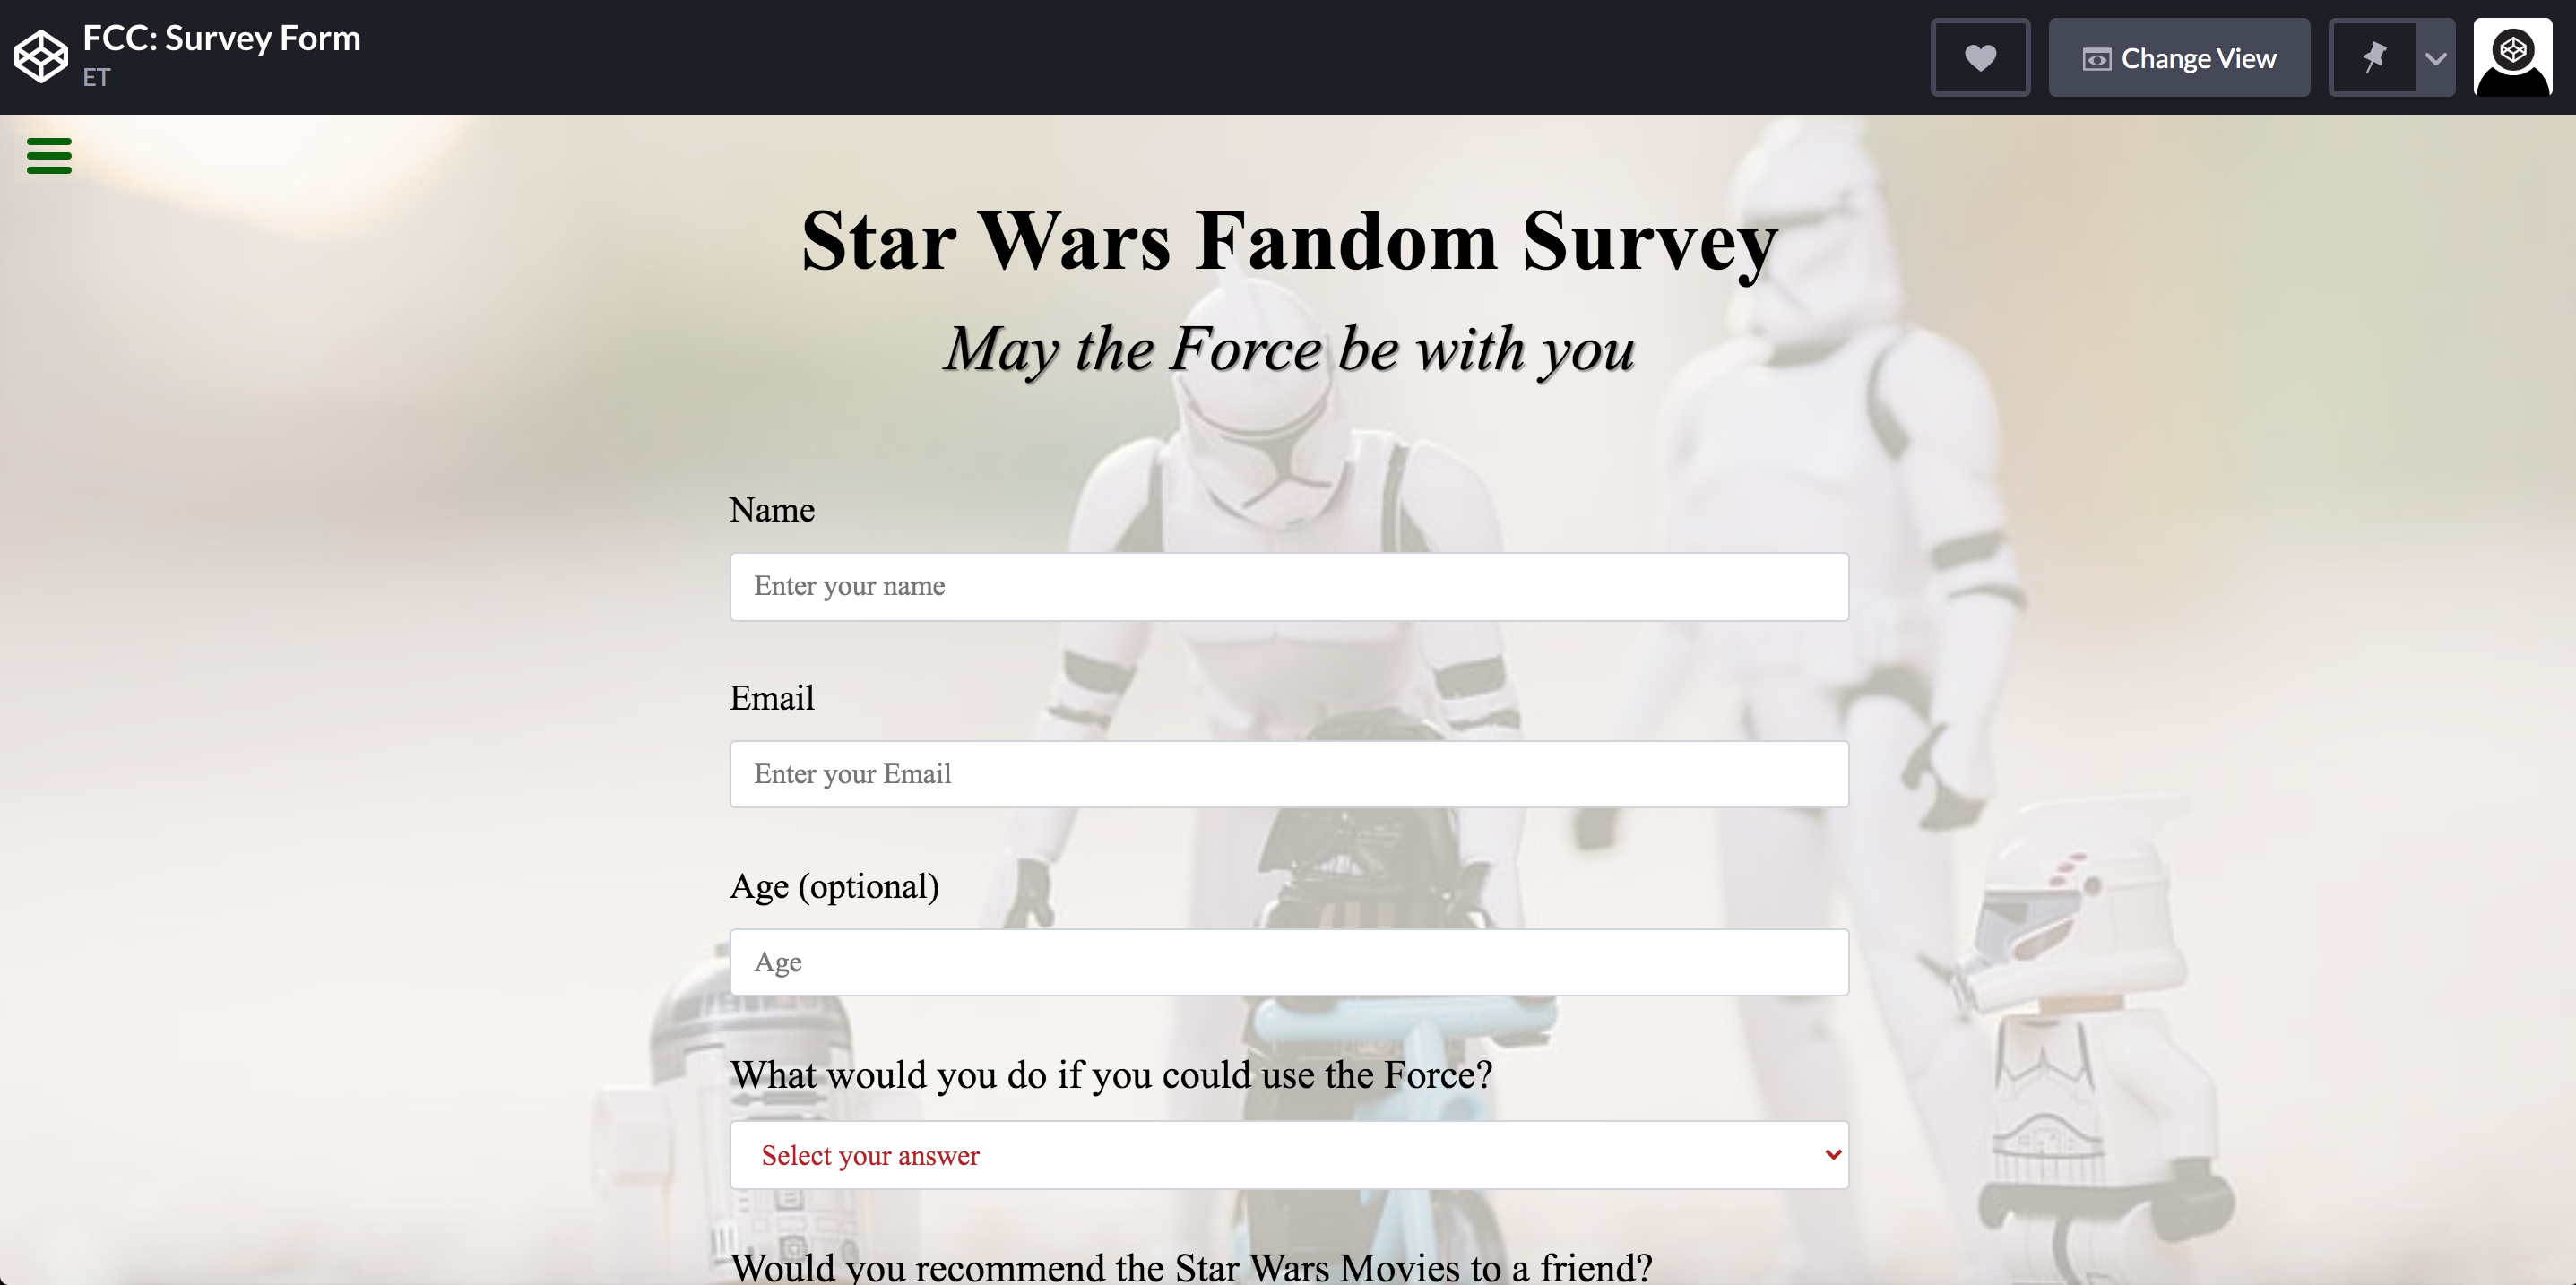 FCC: Survey Form
ET
Change View
Star Wars Fandom Survey
May the Force be with you
Name
Enter your name
Email
Enter your Email
Age (optional)
Age
What would you do if you could use the Force?
Select your answer
Would you recommend the Star Wars Movies to a friend?